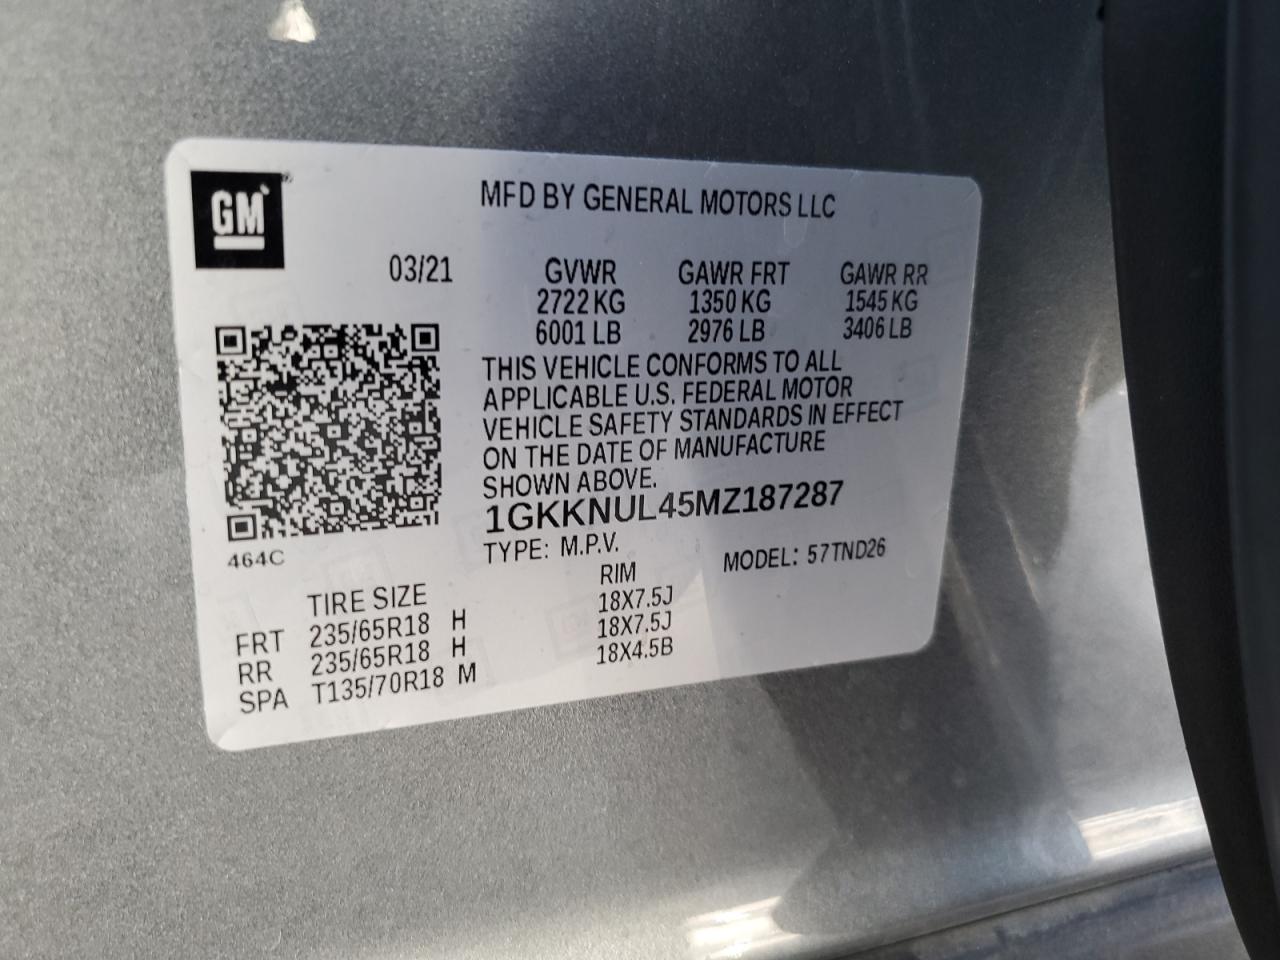 GM
MFD BY GENERAL MOTORS LLC
03/21 GVWR GAWR FRT GAWR RR
2722 KG 1350 KG 1545 KG
6001 LB 2976 LB 3406 LB
THIS VEHICLE CONFORMS TO ALL
APPLICABLE U.S. FEDERAL MOTOR
VEHICLE SAFETY STANDARDS IN EFFECT
ON THE DATE OF MANUFACTURE
SHOWN ABOVE.
1GKKNUL45MZ187287
464C
TYPE: M.P.V. MODEL: 57TND26
TIRE SIZE RIM
FRT 235/65R18 H 18X7.5J
RR 235/65R18 H 18X7.5J
SPA T135/70R18 M 18X4.5B